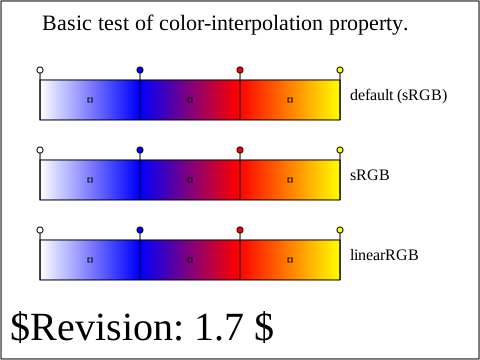 Basic test of color-interpolation property.
default (sRGB)
sRGB
linearRGB
$Revision: 1.7 $